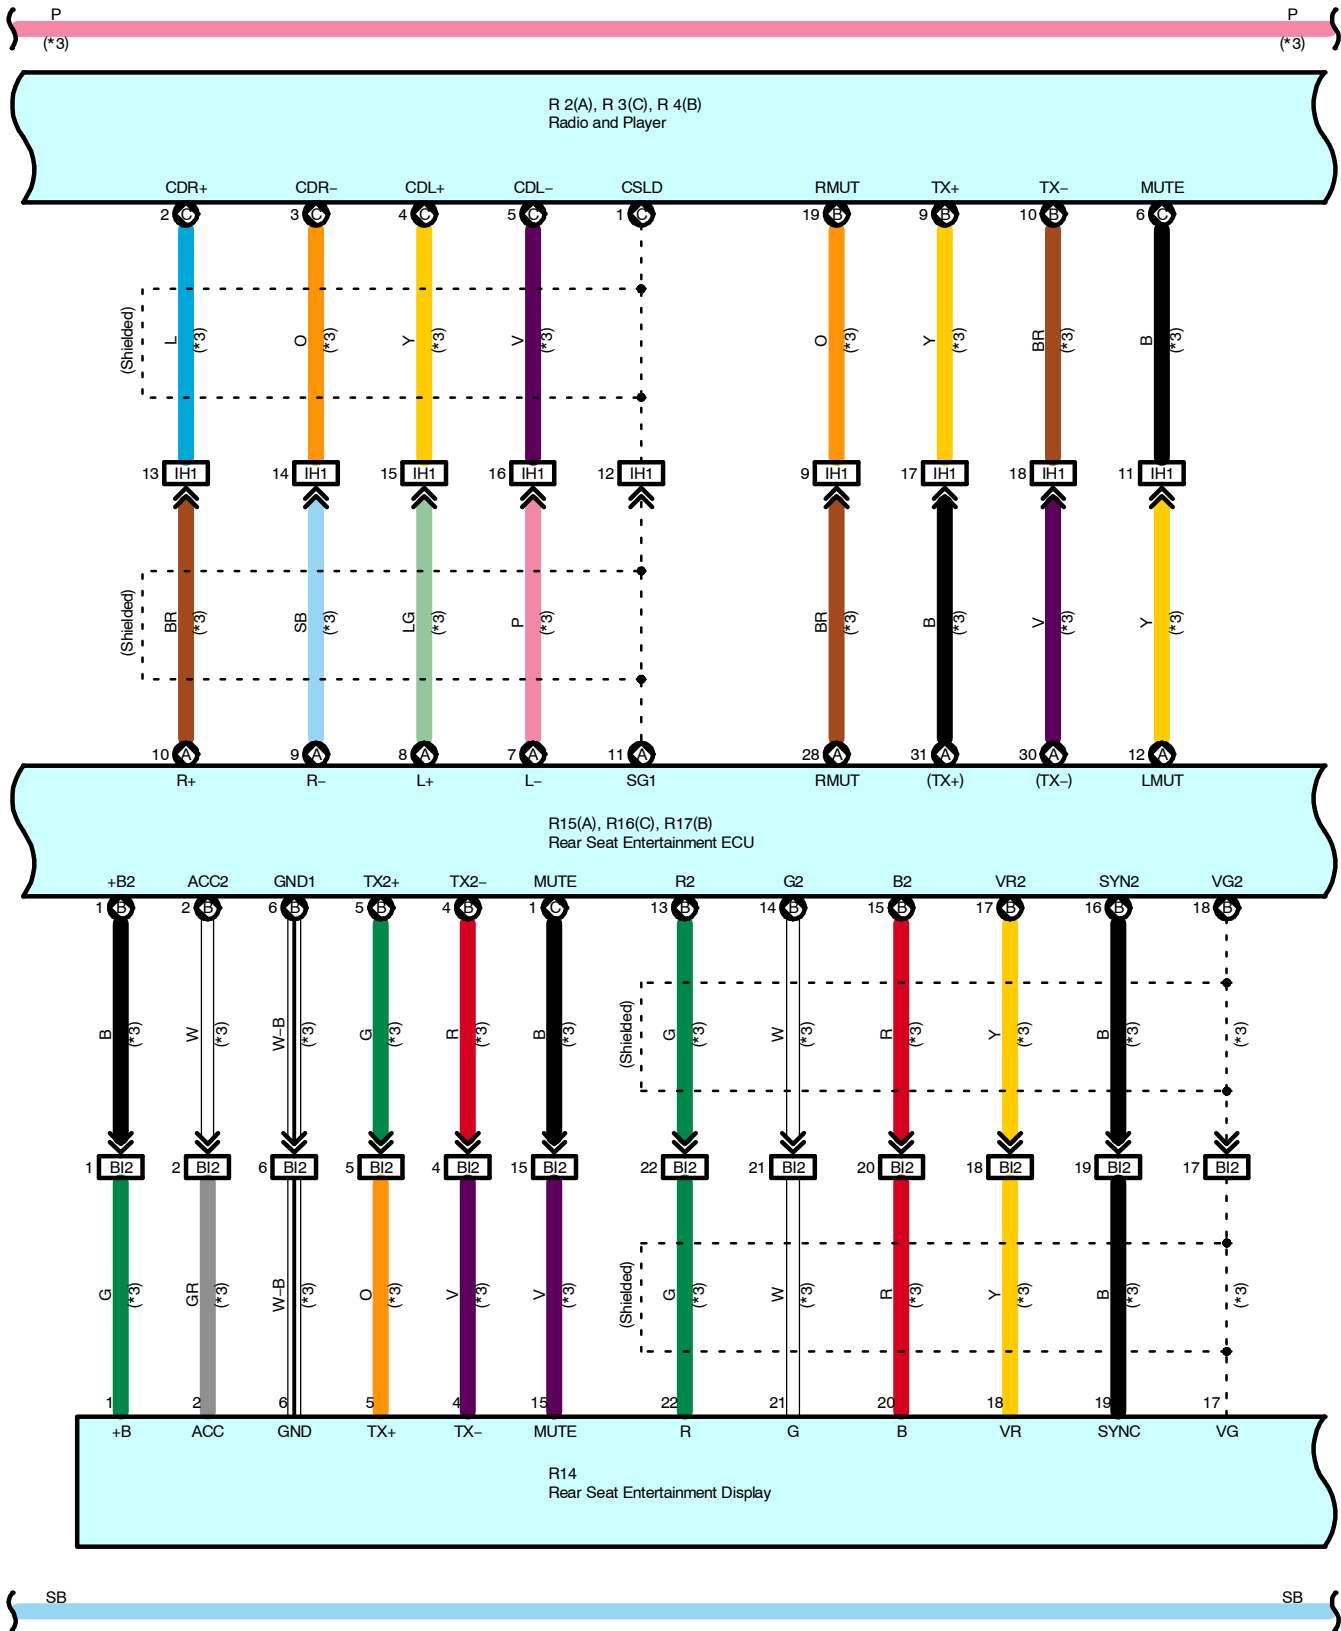 P P
(*3) (*3)
R 2(A), R 3(C), R 4(B)
Radio and Player
CDR+ CDR− CDL+ CDL− CSLD RMUT TX+ TX− MUTE
2 C 3 C 4 C 5 C 1 C 19 B 9 B 10 B 6 C
(Shielded) L (*3) O (*3) Y (*3) V (*3) O (*3) Y (*3) BR (*3) B (*3)
13 IH1 14 IH1 15 IH1 16 IH1 12 IH1 9 IH1 17 IH1 18 IH1 11 IH1
(Shielded) BR (*3) SB (*3) LG (*3) P (*3) BR (*3) B (*3) V (*3) Y (*3)
10 A 9 A 8 A 7 A 11 A 28 A 31 A 30 A 12 A
R+ R− L+ L− SG1 RMUT (TX+) (TX−) LMUT
R15(A), R16(C), R17(B)
Rear Seat Entertainment ECU
+B2 ACC2 GND1 TX2+ TX2− MUTE R2 G2 B2 VR2 SYN2 VG2
1 B 2 B 6 B 5 B 4 B 1 C 13 B 14 B 15 B 17 B 16 B 18 B
B (*3) W (*3) W−B (*3) G (*3) R (*3) B (*3) (Shielded) G (*3) W (*3) R (*3) Y (*3) B (*3) (*3)
1 BI2 2 BI2 6 BI2 5 BI2 4 BI2 15 BI2 22 BI2 21 BI2 20 BI2 18 BI2 19 BI2 17 BI2
G (*3) GR (*3) W−B (*3) O (*3) V (*3) V (*3) (Shielded) G (*3) W (*3) R (*3) Y (*3) B (*3) (*3)
1 2 6 5 4 15 22 21 20 18 19 17
+B ACC GND TX+ TX− MUTE R G B VR SYNC VG
R14
Rear Seat Entertainment Display
SB SB